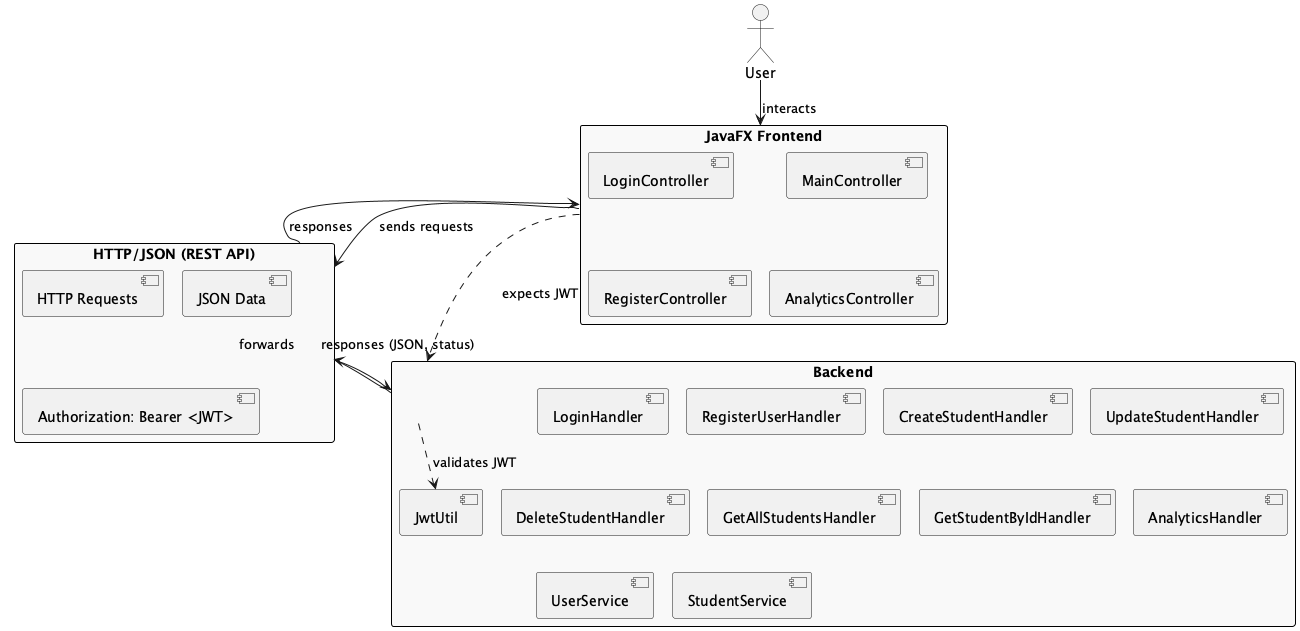 User
interacts
JavaFX Frontend
LoginController
MainController
responses
sends requests
HTTP/JSON (REST API)
HTTP Requests
JSON Data
RegisterController
AnalyticsController
expects JWT
forwards
responses (JSON, status)
Backend
Authorization: Bearer <JWT>
LoginHandler
RegisterUserHandler
CreateStudentHandler
UpdateStudentHandler
validates JWT
JwtUtil
DeleteStudentHandler
GetAllStudentsHandler
GetStudentByIdHandler
AnalyticsHandler
UserService
StudentService